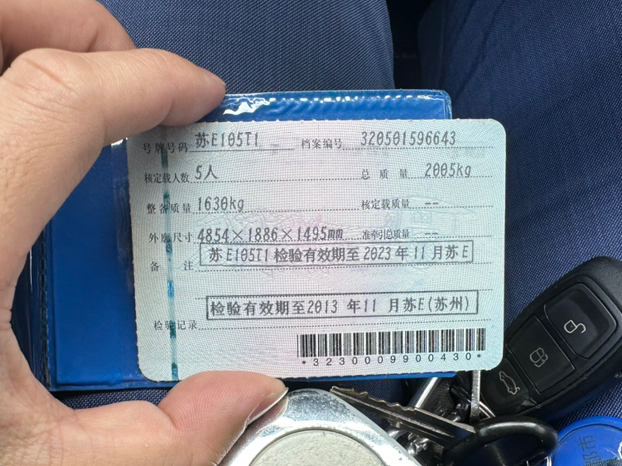 号牌号码 苏E105T1 档案编号 320501596643
核定载人数 5人 总质量 2005kg
整备质量 1630kg 核定载质量 --
外廓尺寸 4854×1886×1495mm 准牵引总质量 --
备注 苏E105T1检验有效期至2023年11月苏E
检验有效期至2013年11月苏E(苏州)
检验记录
*3230009900430*